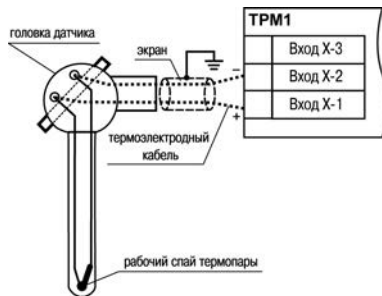 ТРМ1
головка датчика
экран
Вход Х-3
–
Вход Х-2
Вход Х-1
+
термоэлектродный
кабель
рабочий спай термопары